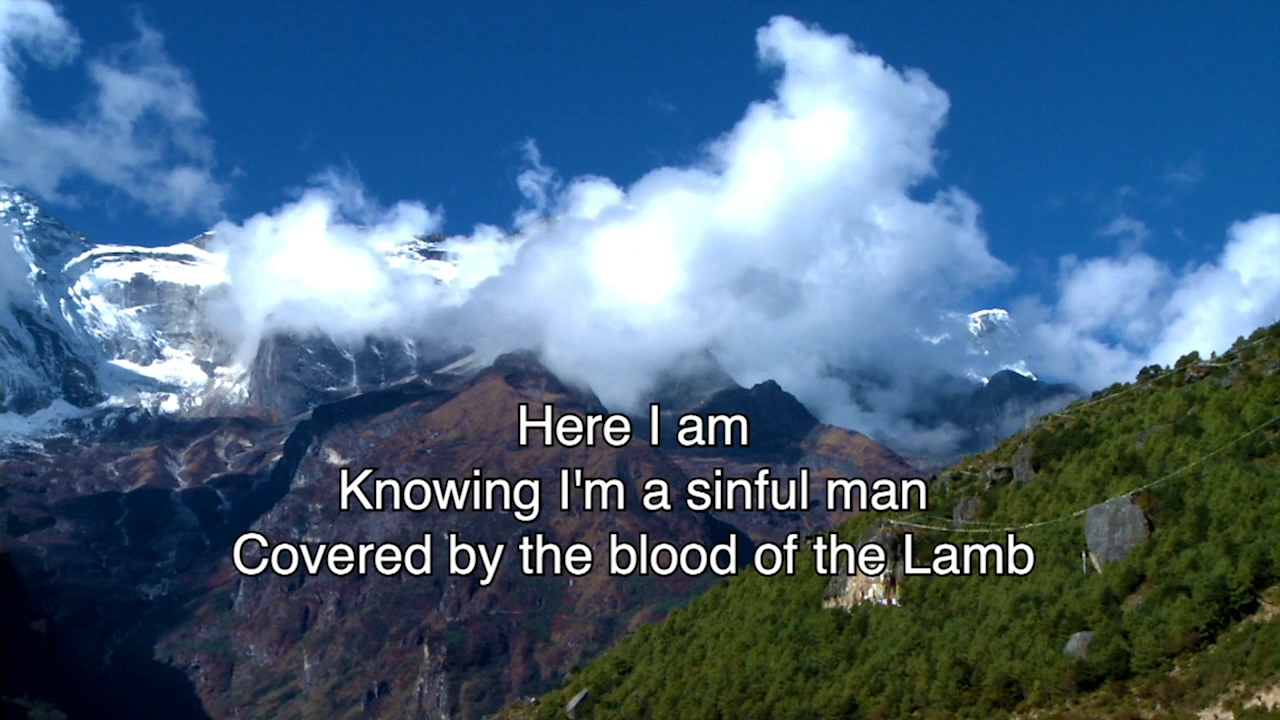 Here I am
Knowing I'm a sinful man
Covered by the blood of the Lamb